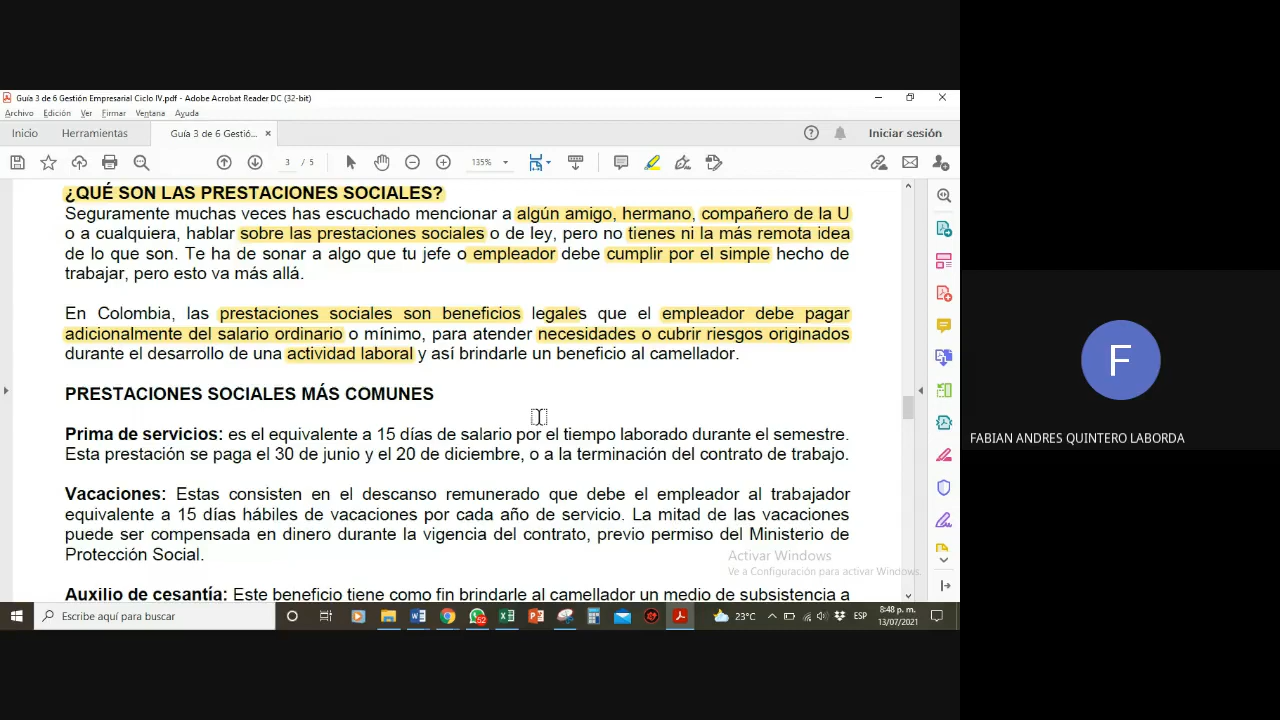 Guía 3 de 6 Gestión Empresarial Ciclo IV.pdf - Adobe Acrobat Reader DC (32-bit)
Archivo Edición Ver Firmar Ventana Ayuda
Inicio Herramientas Guía 3 de 6 Gestió... × Iniciar sesión
3 / 5 135%
¿QUÉ SON LAS PRESTACIONES SOCIALES?
Seguramente muchas veces has escuchado mencionar a algún amigo, hermano, compañero de la U
o a cualquiera, hablar sobre las prestaciones sociales o de ley, pero no tienes ni la más remota idea
de lo que son. Te ha de sonar a algo que tu jefe o empleador debe cumplir por el simple hecho de
trabajar, pero esto va más allá.
En Colombia, las prestaciones sociales son beneficios legales que el empleador debe pagar
adicionalmente del salario ordinario o mínimo, para atender necesidades o cubrir riesgos originados
durante el desarrollo de una actividad laboral y así brindarle un beneficio al camellador.
PRESTACIONES SOCIALES MÁS COMUNES
Prima de servicios: es el equivalente a 15 días de salario por el tiempo laborado durante el semestre.
Esta prestación se paga el 30 de junio y el 20 de diciembre, o a la terminación del contrato de trabajo.
Vacaciones: Estas consisten en el descanso remunerado que debe el empleador al trabajador
equivalente a 15 días hábiles de vacaciones por cada año de servicio. La mitad de las vacaciones
puede ser compensada en dinero durante la vigencia del contrato, previo permiso del Ministerio de
Protección Social.
Auxilio de cesantía: Este beneficio tiene como fin brindarle al camellador un medio de subsistencia a
Activar Windows
Ve a Configuración para activar Windows.
Escribe aquí para buscar
52
23°C ESP 8:48 p. m.
13/07/2021
F
FABIAN ANDRES QUINTERO LABORDA